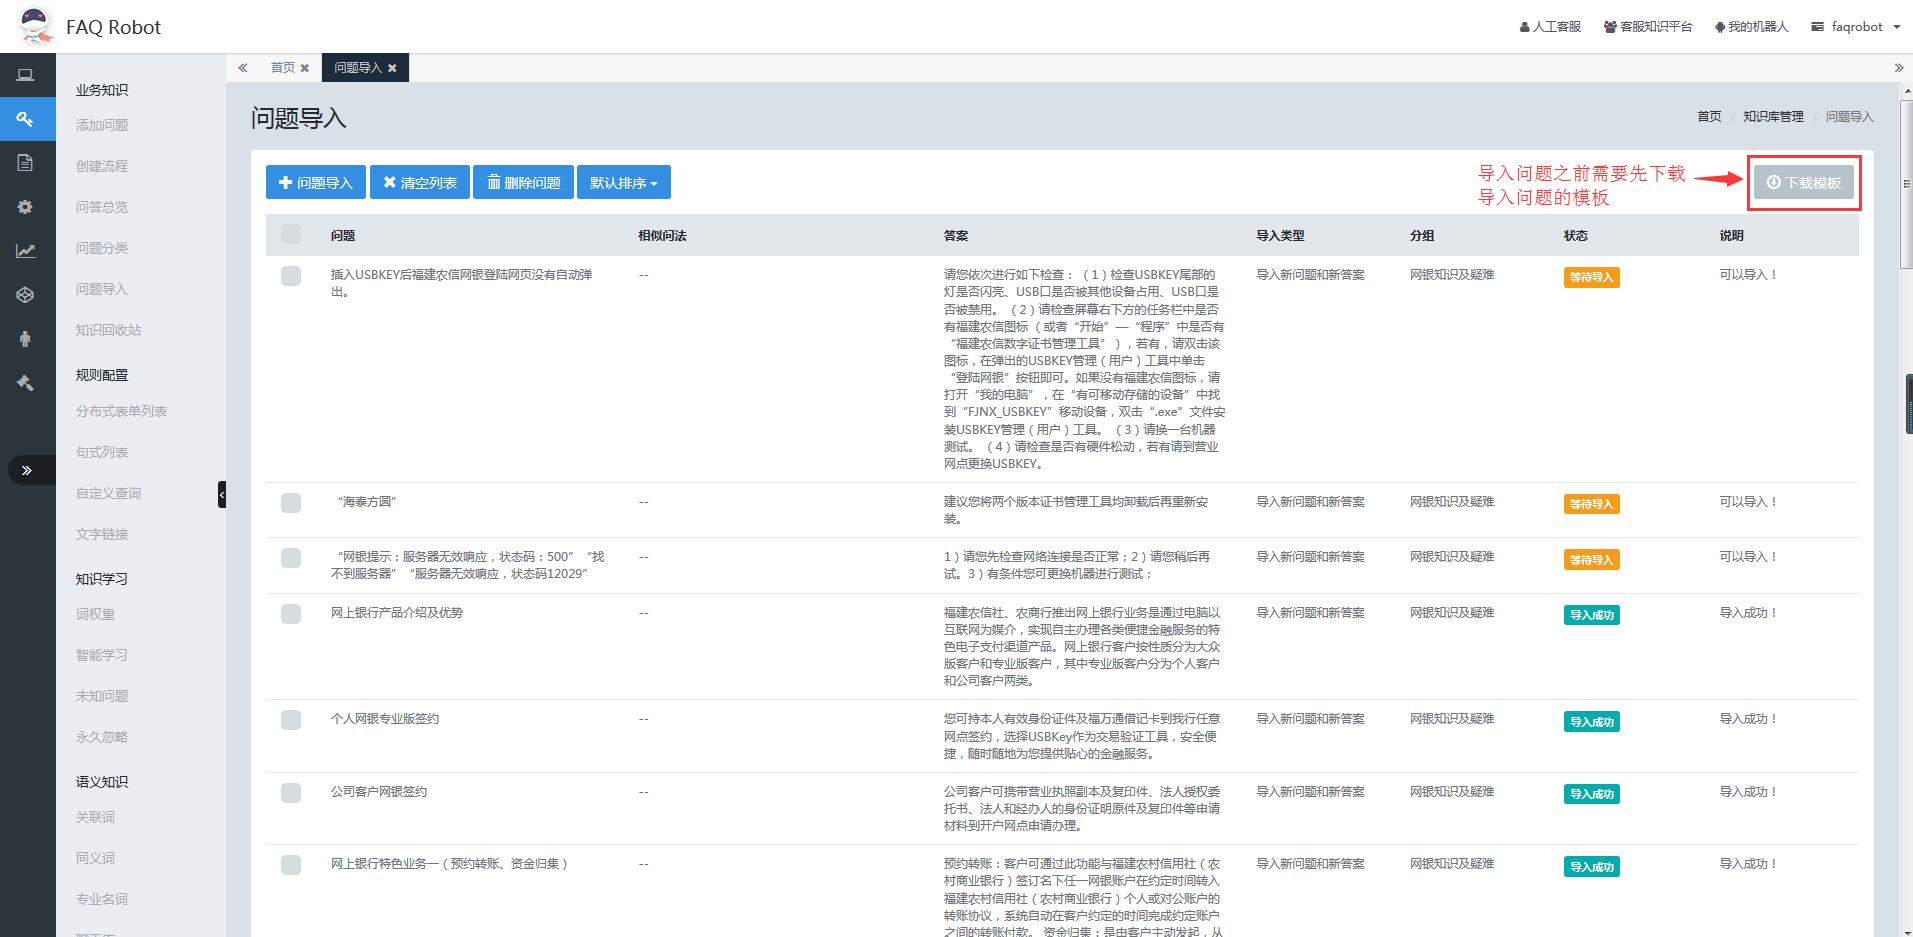 FAQ Robot
人工客服
客服知识平台
我的机器人
faqrobot
首页
问题导入
业务知识
添加问题
创建流程
问答总览
问题分类
问题导入
知识回收站
规则配置
分布式表单列表
句式列表
自定义查询
文字链接
知识学习
词权重
智能学习
未知问题
永久忽略
语义知识
关联词
同义词
专业名词
问题导入
首页 / 知识库管理 / 问题导入
问题导入
清空列表
删除问题
默认排序
导入问题之前需要先下载
导入问题的模板
下载模板
问题 相似问法 答案 导入类型 分组 状态 说明
插入USBKEY后福建农信网银登陆网页没有自动弹
出。
--
请您依次进行如下检查：（1）检查USBKEY尾部的
灯是否闪亮、USB口是否被其他设备占用、USB口是
否被禁用。（2）请检查屏幕右下方的任务栏中是否
有福建农信图标（或者“开始”—“程序”中是否有
“福建农信数字证书管理工具”），若有，请双击该
图标，在弹出的USBKEY管理（用户）工具中单击
“登陆网银”按钮即可。如果没有福建农信图标，请
打开“我的电脑”，在“有可移动存储的设备”中找
到“FJNX_USBKEY”移动设备，双击“.exe”文件安
装USBKEY管理（用户）工具。（3）请换一台机器
测试。（4）请检查是否有硬件松动，若有请到营业
网点更换USBKEY。
导入新问题和新答案
网银知识及疑难
等待导入
可以导入！
“海泰方圆”
--
建议您将两个版本证书管理工具均卸载后再重新安
装。
导入新问题和新答案
网银知识及疑难
等待导入
可以导入！
“网银提示：服务器无效响应，状态码：500”“找
不到服务器”“服务器无效响应，状态码12029”
--
1）请您先检查网络连接是否正常；2）请您稍后再
试。3）有条件您可更换机器进行测试；
导入新问题和新答案
网银知识及疑难
等待导入
可以导入！
网上银行产品介绍及优势
--
福建农信社、农商行推出网上银行业务是通过电脑以
互联网为媒介，实现自主办理各类便捷金融服务的特
色电子支付渠道产品。网上银行客户按性质分为大众
版客户和专业版客户，其中专业版客户分为个人客户
和公司客户两类。
导入新问题和新答案
网银知识及疑难
导入成功
导入成功！
个人网银专业版签约
--
您可持本人有效身份证件及福万通借记卡到我行任意
网点签约，选择USBKey作为交易验证工具，安全便
捷，随时随地为您提供贴心的金融服务。
导入新问题和新答案
网银知识及疑难
导入成功
导入成功！
公司客户网银签约
--
公司客户可携带营业执照副本及复印件、法人授权委
托书、法人和经办人的身份证明原件及复印件等申请
材料到开户网点申请办理。
导入新问题和新答案
网银知识及疑难
导入成功
导入成功！
网上银行特色业务一（预约转账、资金归集）
--
预约转账：客户可通过此功能与福建农村信用社（农
村商业银行）签订名下任一网银账户在约定时间转入
福建农村信用社（农村商业银行）个人或对公账户的
转账协议，系统自动在客户约定的时间完成约定账户
之间的转账付款。 资金归集：是由客户主动发起，从
导入新问题和新答案
网银知识及疑难
导入成功
导入成功！